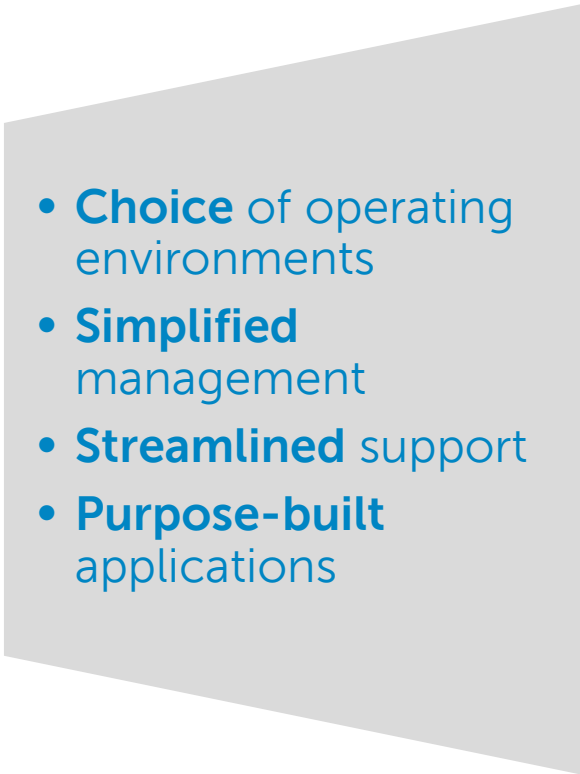 • Choice of operating
environments
• Simplified
management
• Streamlined support
• Purpose-built
applications